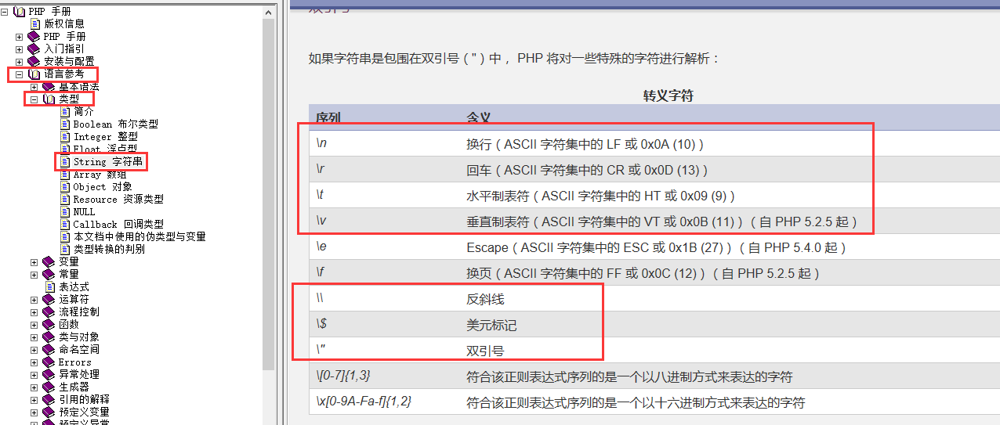 PHP 手册
版权信息
PHP 手册
入门指引
安装与配置
语言参考
基本语法
类型
简介
Boolean 布尔类型
Integer 整型
Float 浮点型
String 字符串
Array 数组
Object 对象
Resource 资源类型
NULL
Callback 回调类型
本文档中使用的伪类型与变量
类型转换的判别
变量
常量
表达式
运算符
流程控制
函数
类与对象
命名空间
Errors
异常处理
生成器
引用的解释
预定义变量
预定义异常
双引号
如果字符串是包围在双引号（"）中， PHP 将对一些特殊的字符进行解析：
转义字符
序列 含义
\n 换行（ASCII 字符集中的 LF 或 0x0A (10)）
\r 回车（ASCII 字符集中的 CR 或 0x0D (13)）
\t 水平制表符（ASCII 字符集中的 HT 或 0x09 (9)）
\v 垂直制表符（ASCII 字符集中的 VT 或 0x0B (11)）（自 PHP 5.2.5 起）
\e Escape（ASCII 字符集中的 ESC 或 0x1B (27)）（自 PHP 5.4.0 起）
\f 换页（ASCII 字符集中的 FF 或 0x0C (12)）（自 PHP 5.2.5 起）
\\ 反斜线
\$ 美元标记
\" 双引号
\[0-7]{1,3} 符合该正则表达式序列的是一个以八进制方式来表达的字符
\x[0-9A-Fa-f]{1,2} 符合该正则表达式序列的是一个以十六进制方式来表达的字符